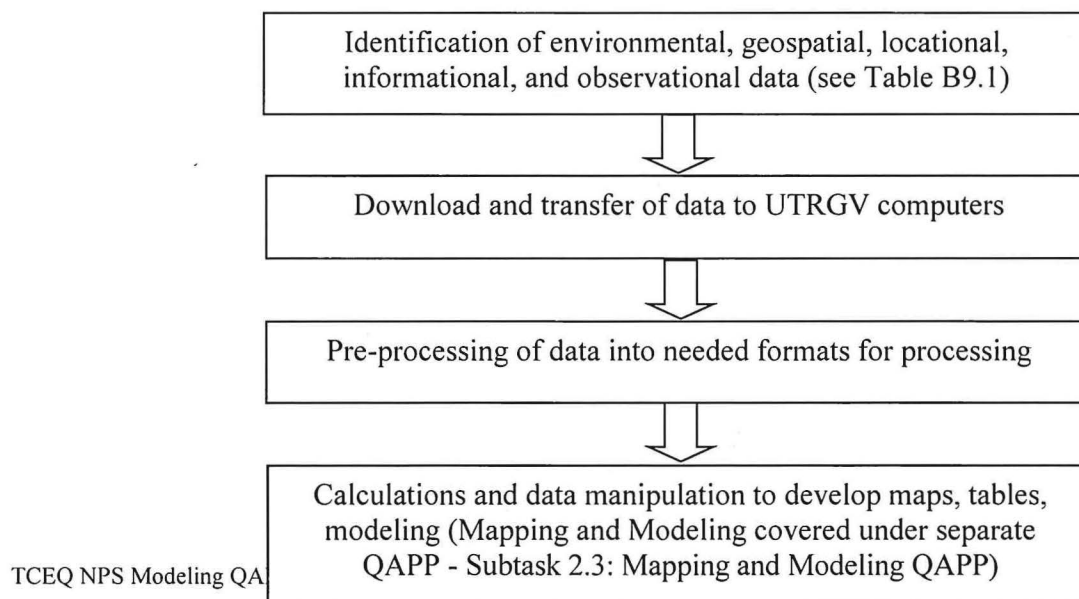 Identification of environmental, geospatial, locational,
informational, and observational data (see Table B9.1)
Download and transfer of data to UTRGV computers
Pre-processing of data into needed formats for processing
Calculations and data manipulation to develop maps, tables,
modeling (Mapping and Modeling covered under separate
QAPP - Subtask 2.3: Mapping and Modeling QAPP)
TCEQ NPS Modeling QA